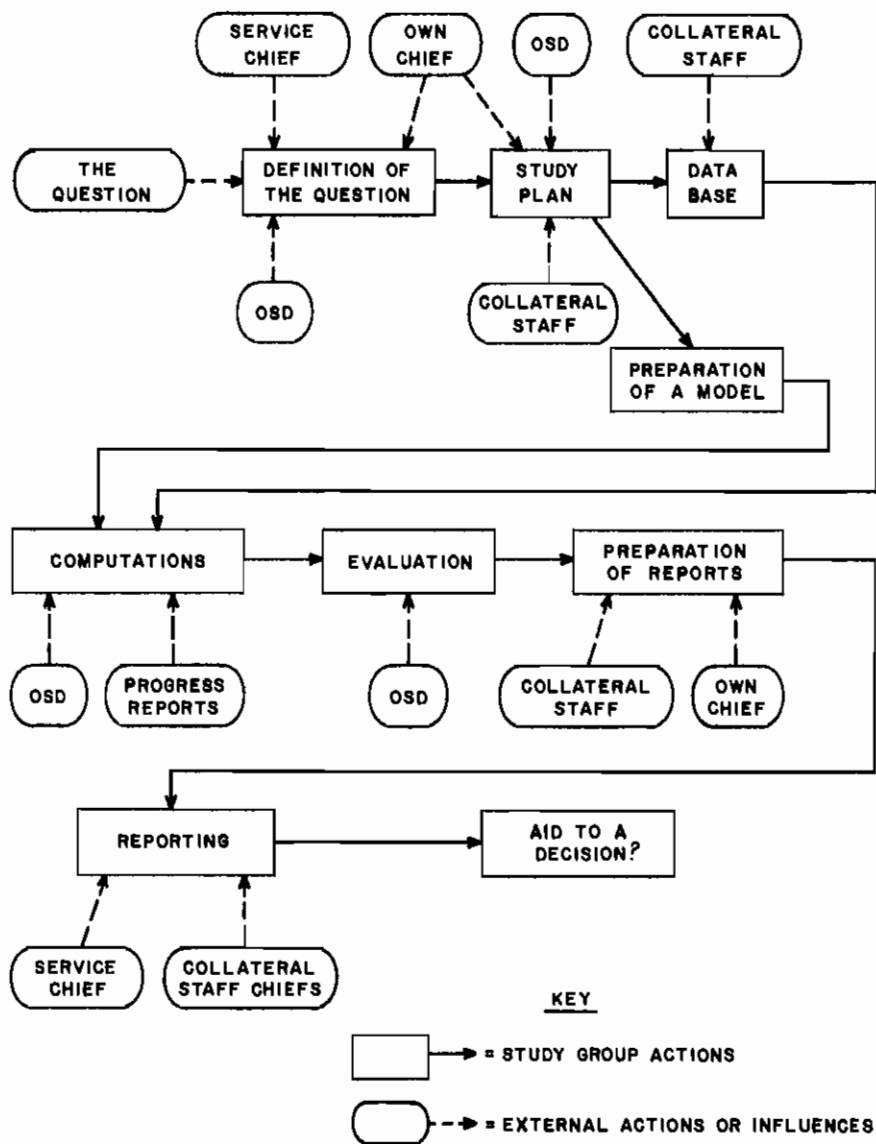 SERVICE
CHIEF
OWN
CHIEF
OSD
COLLATERAL
STAFF
THE
QUESTION
DEFINITION OF
THE QUESTION
STUDY
PLAN
DATA
BASE
OSD
COLLATERAL
STAFF
PREPARATION
OF A MODEL
COMPUTATIONS
EVALUATION
PREPARATION
OF REPORTS
OSD
PROGRESS
REPORTS
OSD
COLLATERAL
STAFF
OWN
CHIEF
REPORTING
AID TO A
DECISION?
SERVICE
CHIEF
COLLATERAL
STAFF CHIEFS
KEY
= STUDY GROUP ACTIONS
= EXTERNAL ACTIONS OR INFLUENCES